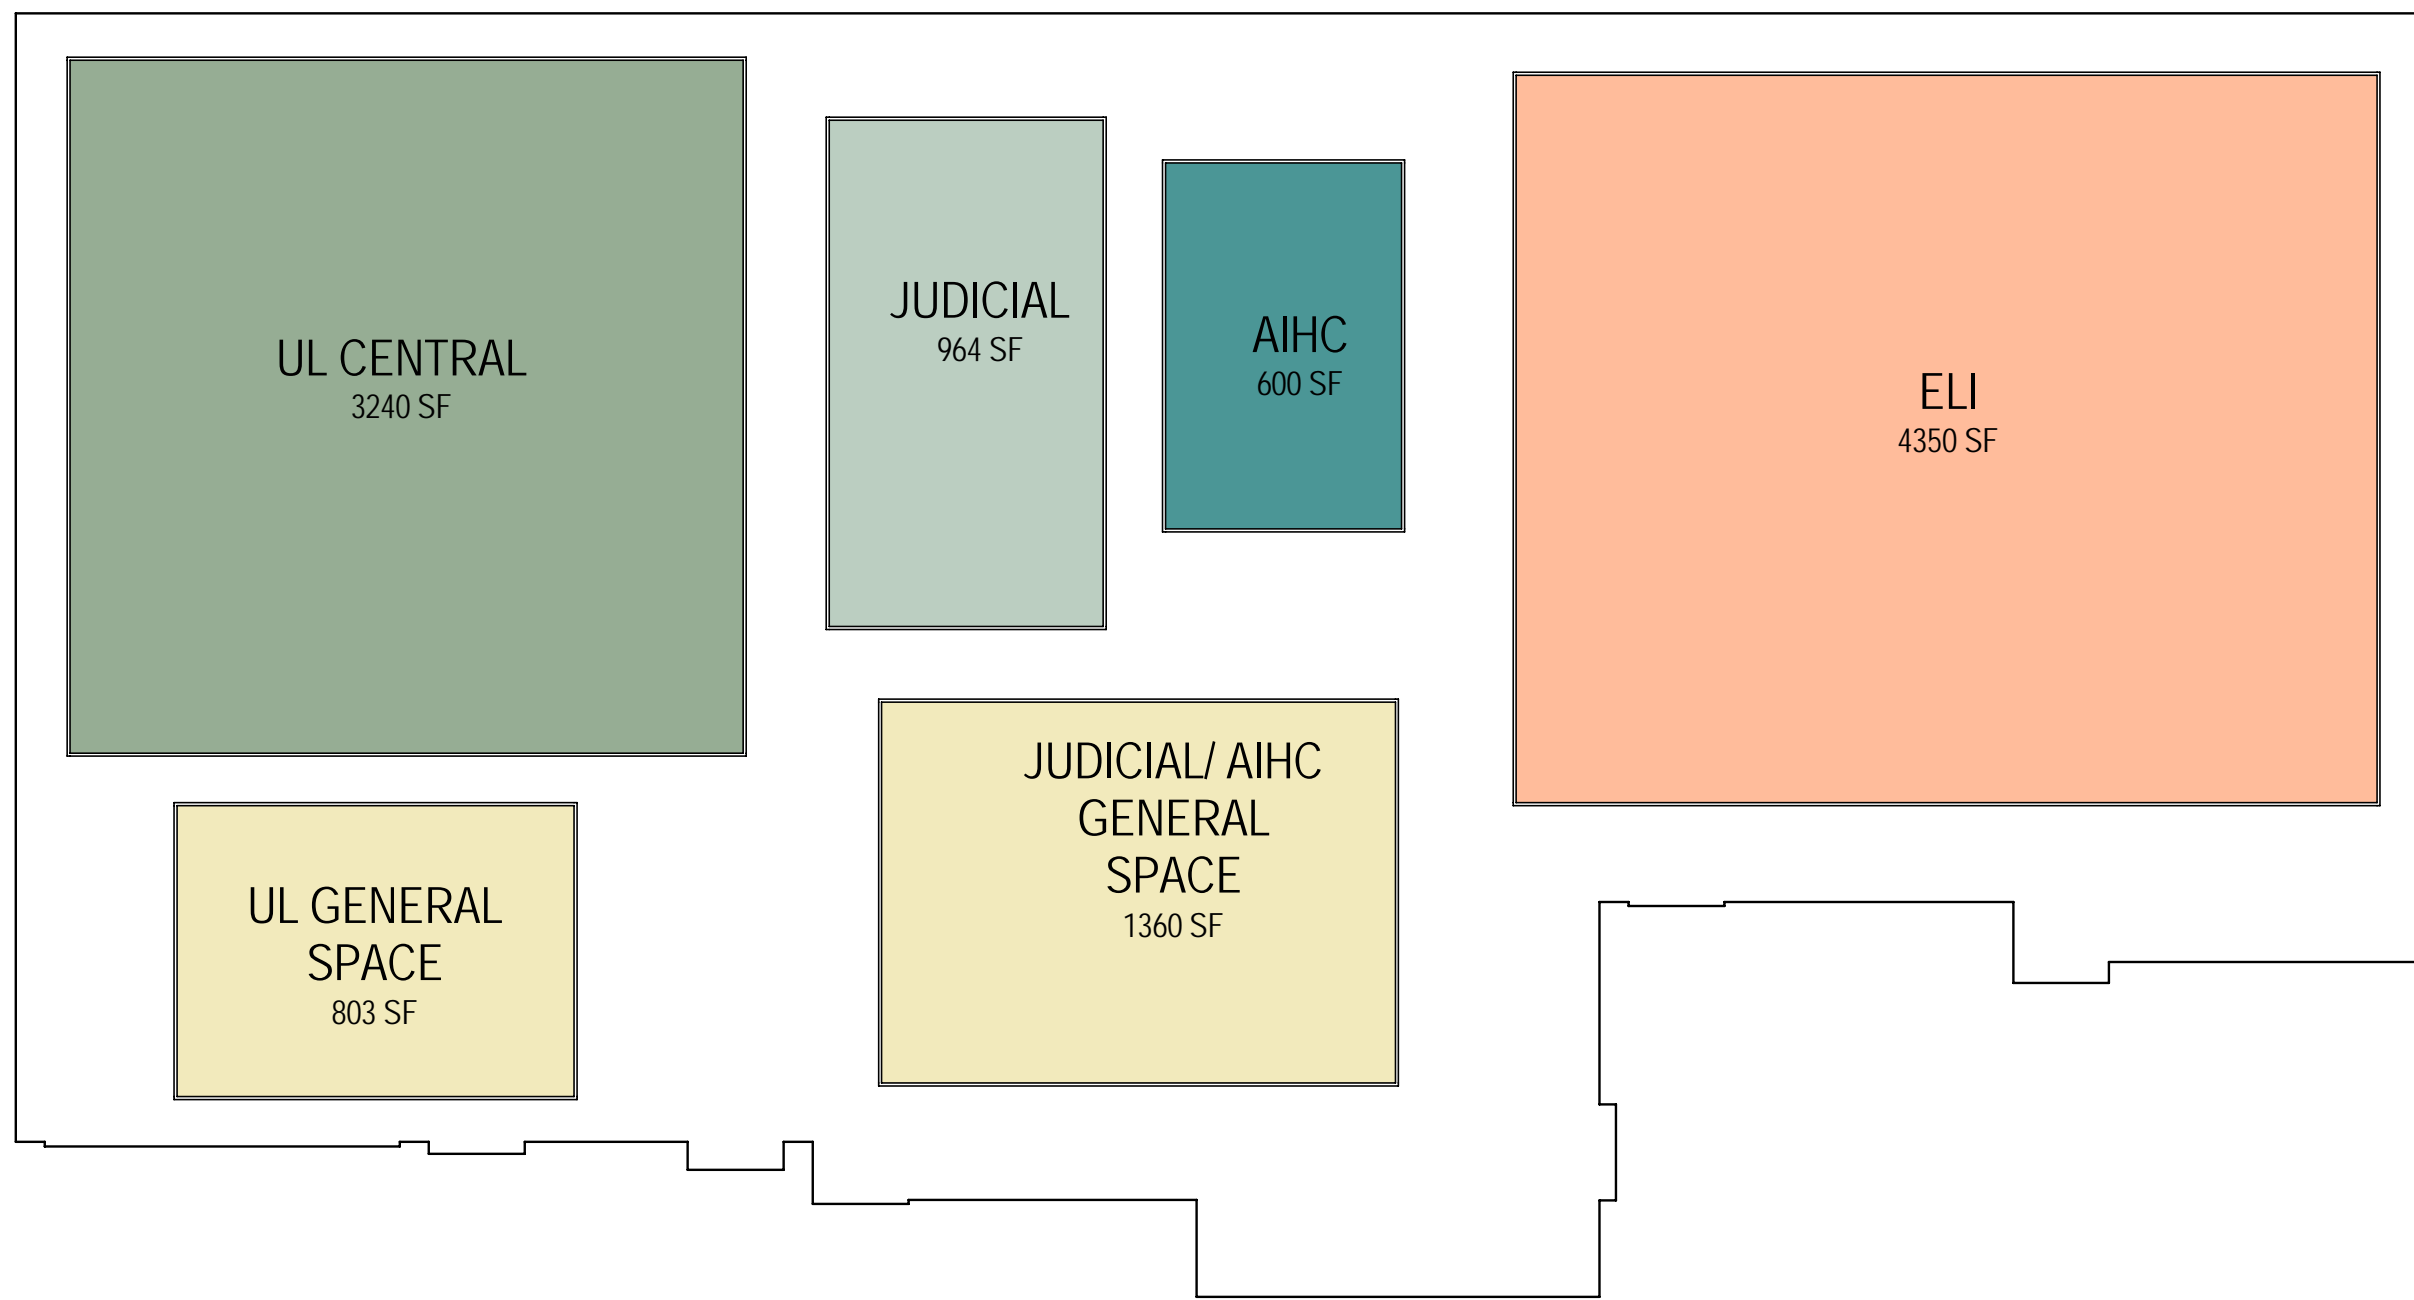 UL CENTRAL
3240 SF
JUDICIAL
964 SF
AIHC
600 SF
ELI
4350 SF
UL GENERAL
SPACE
803 SF
JUDICIAL/ AIHC
GENERAL
SPACE
1360 SF